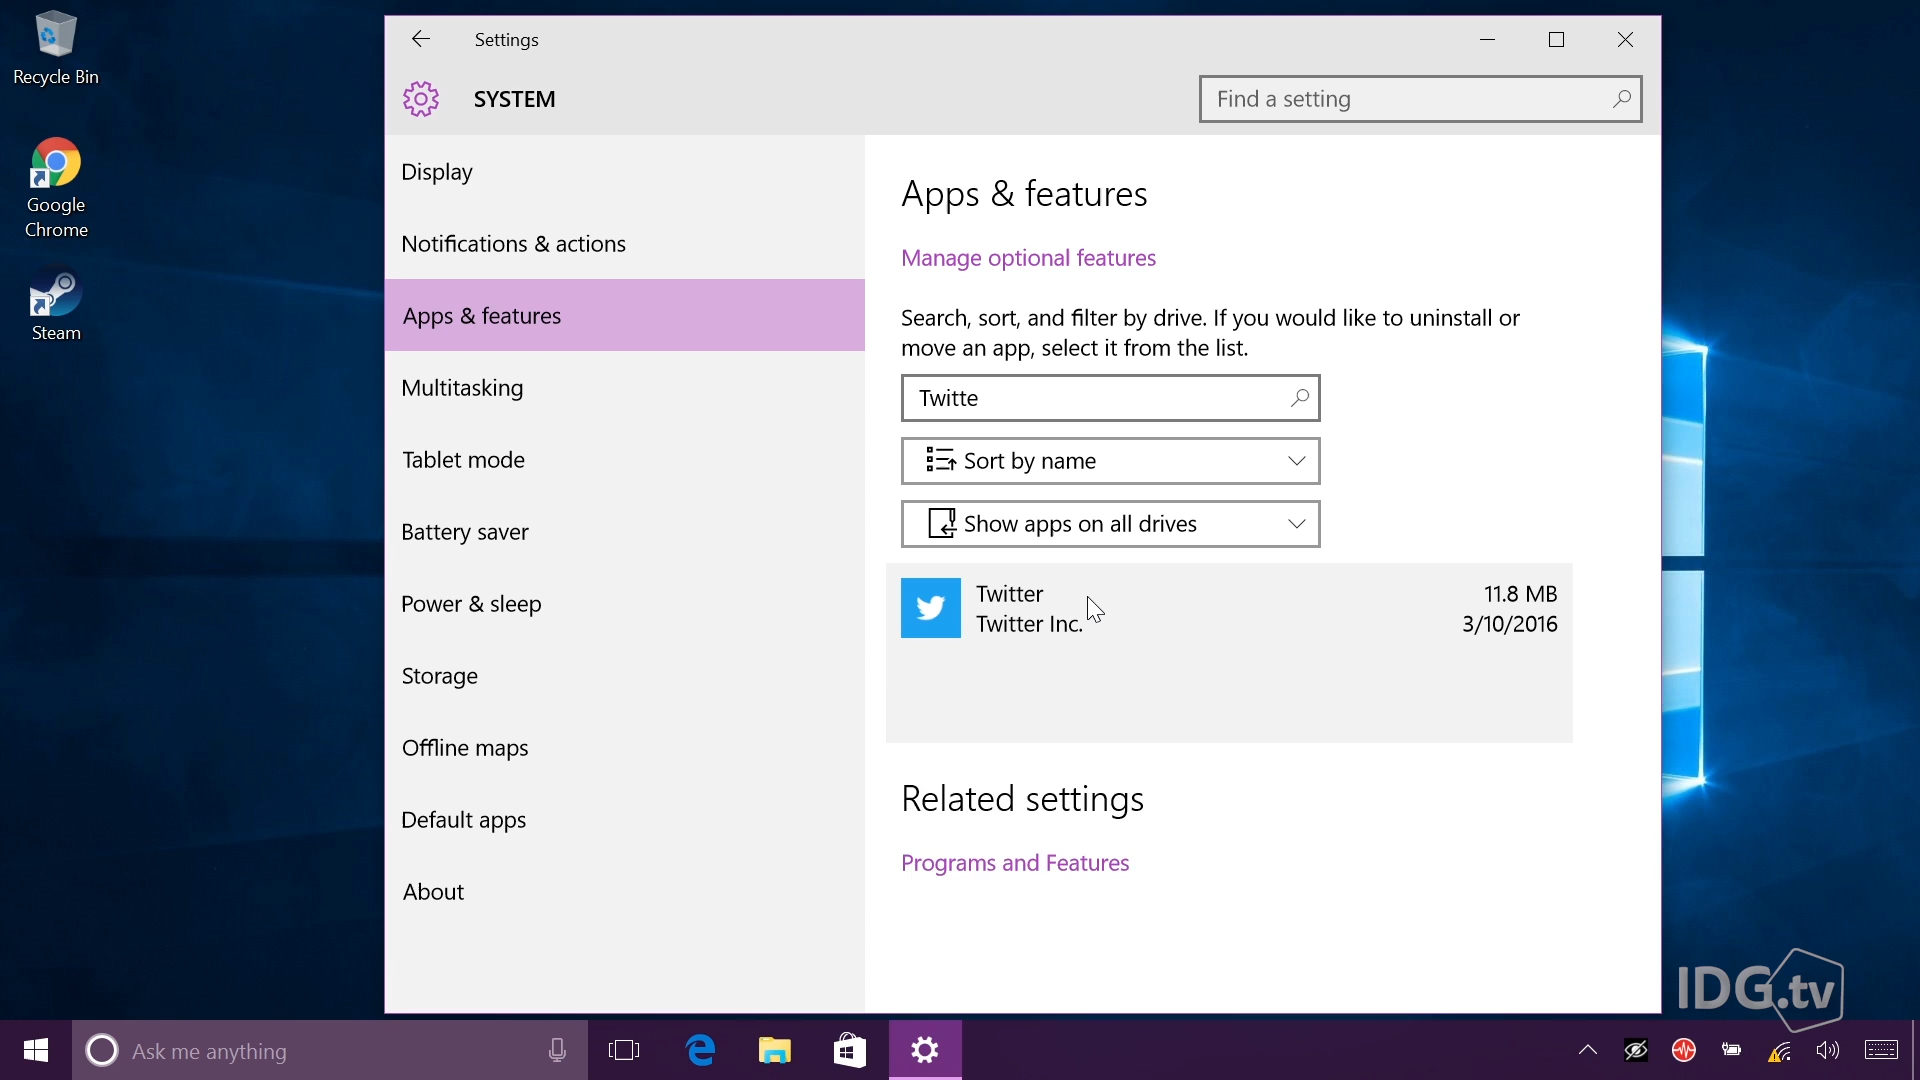 Recycle Bin
Google
Chrome
Steam
Settings
SYSTEM
Find a setting
Display
Notifications & actions
Apps & features
Multitasking
Tablet mode
Battery saver
Power & sleep
Storage
Offline maps
Default apps
About
Apps & features
Manage optional features
Search, sort, and filter by drive. If you would like to uninstall or
move an app, select it from the list.
Twitte
Sort by name
Show apps on all drives
Twitter
11.8 MB
Twitter Inc.
3/10/2016
Related settings
Programs and Features
IDG.tv
Ask me anything